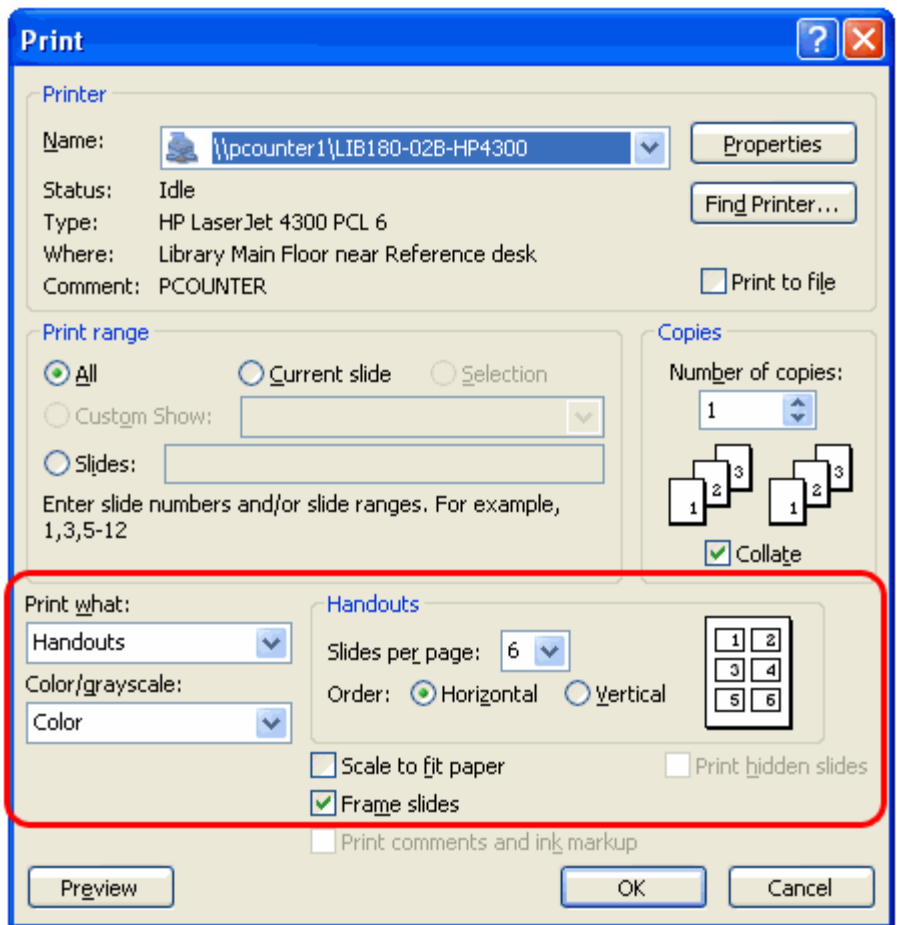 Print
Printer
Name: \\pcounter1\LIB180-02B-HP4300 Properties
Status: Idle
Type: HP LaserJet 4300 PCL 6 Find Printer...
Where: Library Main Floor near Reference desk
Comment: PCOUNTER Print to file
Print range
All Current slide Selection
Custom Show:
Slides:
Enter slide numbers and/or slide ranges. For example,
1,3,5-12
Copies
Number of copies:
1
1 2 3 1 2 3
Collate
Print what:
Handouts
Color/grayscale:
Color
Handouts
Slides per page: 6
Order: Horizontal Vertical
1 2
3 4
5 6
Scale to fit paper Print hidden slides
Frame slides
Print comments and ink markup
Preview OK Cancel